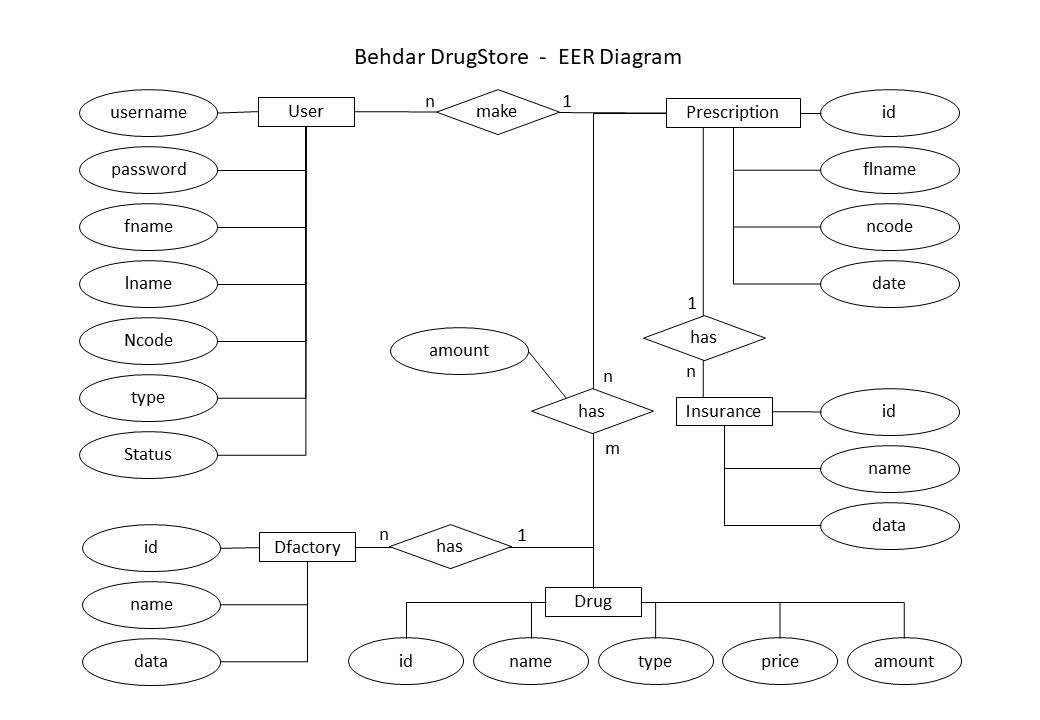 Behdar DrugStore - EER Diagram
username
User
n
make
1
Prescription
id
password
flname
fname
ncode
lname
date
1
Ncode
has
amount
n
n
type
has
Insurance
id
m
Status
name
data
id
Dfactory
n
has
1
name
Drug
data
id
name
type
price
amount